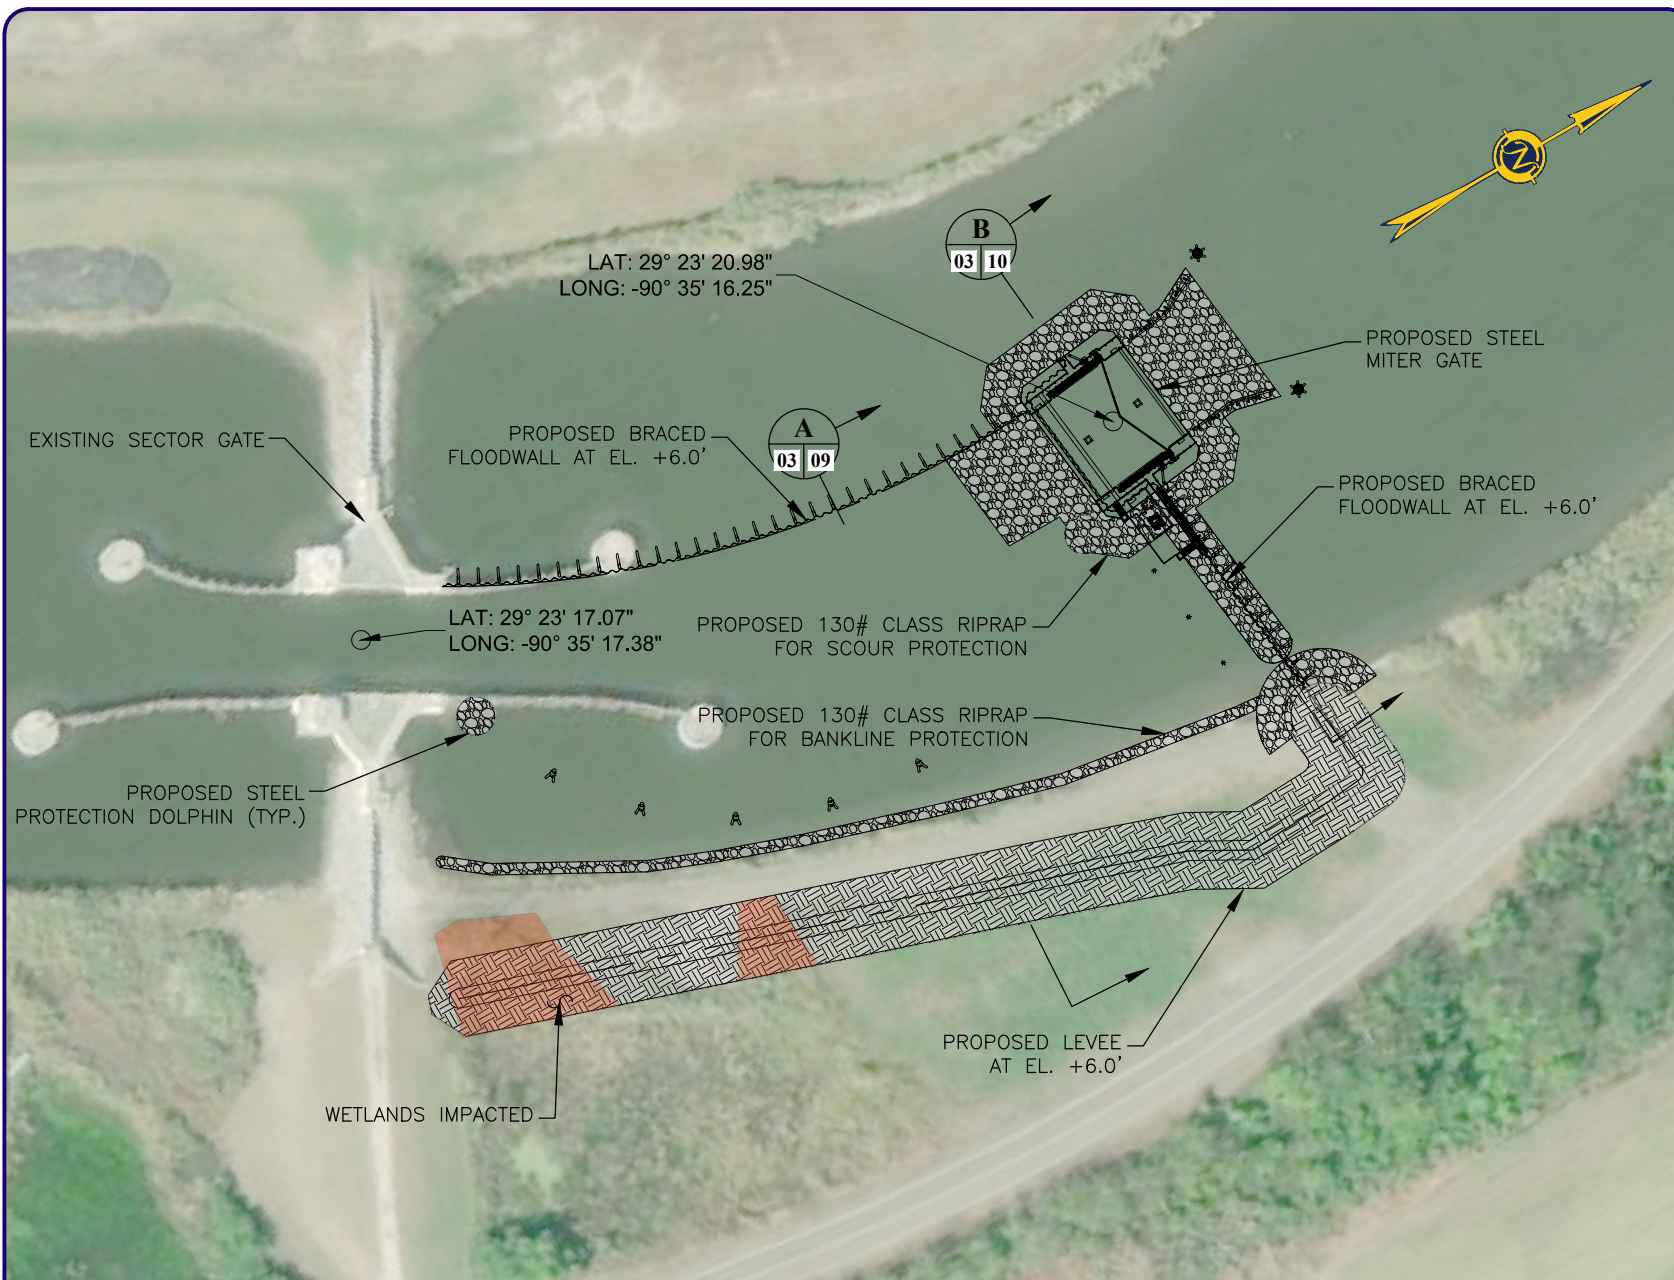 LAT: 29° 23' 20.98"
LONG: -90° 35' 16.25"
B
03 10
N
PROPOSED STEEL
MITER GATE
EXISTING SECTOR GATE
PROPOSED BRACED
FLOODWALL AT EL. +6.0'
A
03 09
PROPOSED BRACED
FLOODWALL AT EL. +6.0'
LAT: 29° 23' 17.07"
LONG: -90° 35' 17.38"
PROPOSED 130# CLASS RIPRAP
FOR SCOUR PROTECTION
PROPOSED 130# CLASS RIPRAP
FOR BANKLINE PROTECTION
PROPOSED STEEL
PROTECTION DOLPHIN (TYP.)
PROPOSED LEVEE
AT EL. +6.0'
WETLANDS IMPACTED